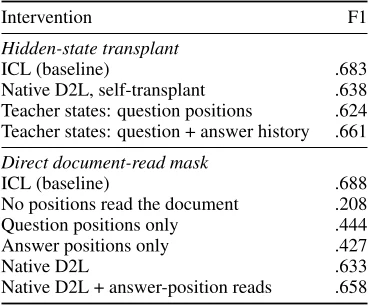 Intervention F1
Hidden-state transplant
ICL (baseline) .683
Native D2L, self-transplant .638
Teacher states: question positions .624
Teacher states: question + answer history .661
Direct document-read mask
ICL (baseline) .688
No positions read the document .208
Question positions only .444
Answer positions only .427
Native D2L .633
Native D2L + answer-position reads .658